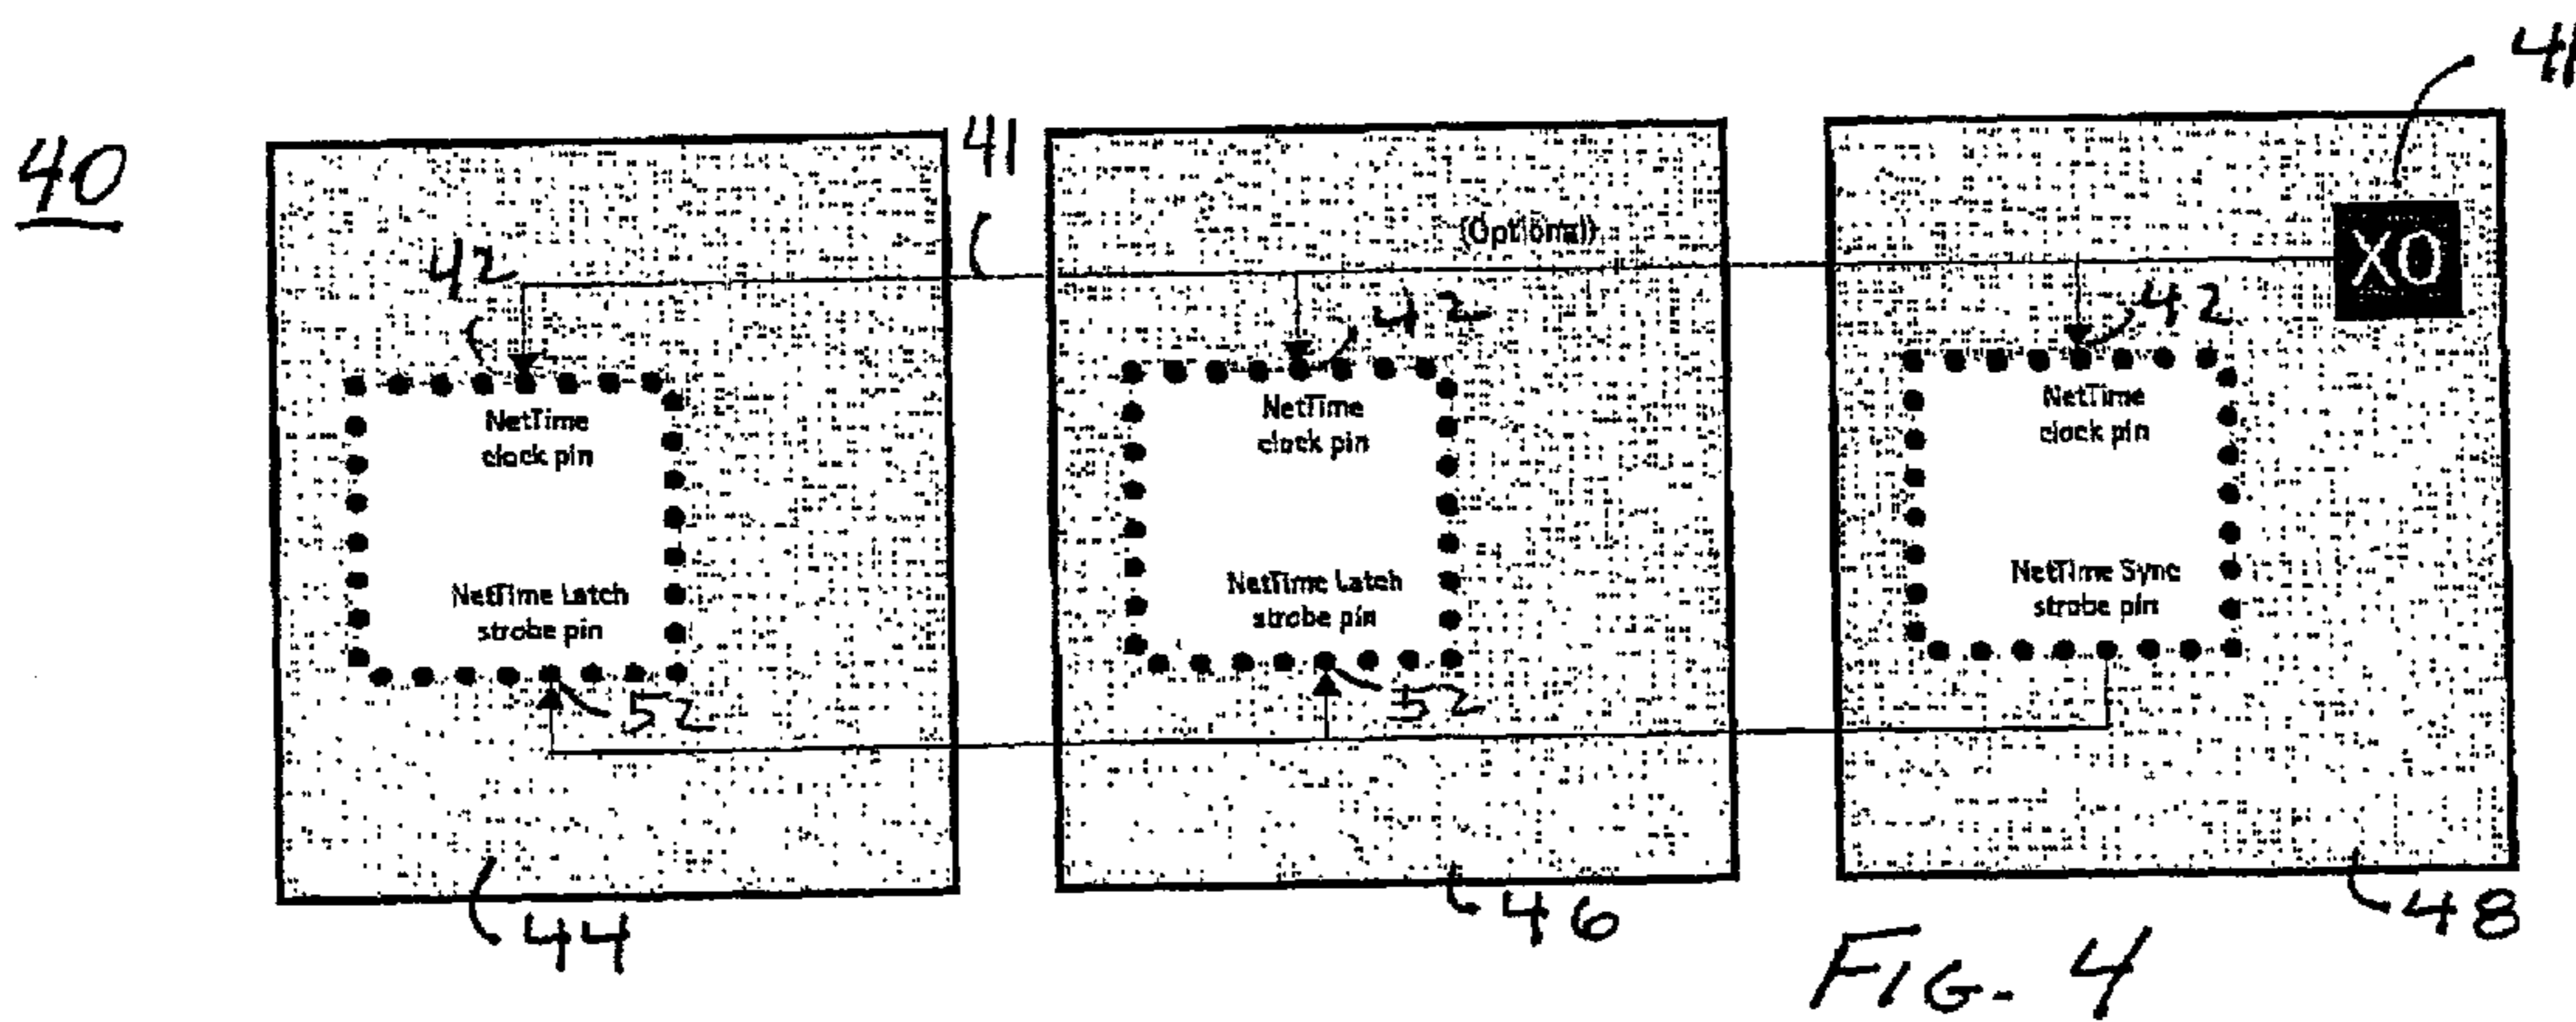 40
41
41
(Optional)
XO
42
42
42
NetTime
clock pin
NetTime
clock pin
NetTime
clock pin
NetTime Latch
strobe pin
NetTime Latch
strobe pin
NetTime Sync
strobe pin
52
52
44
46
48
FIG. 4